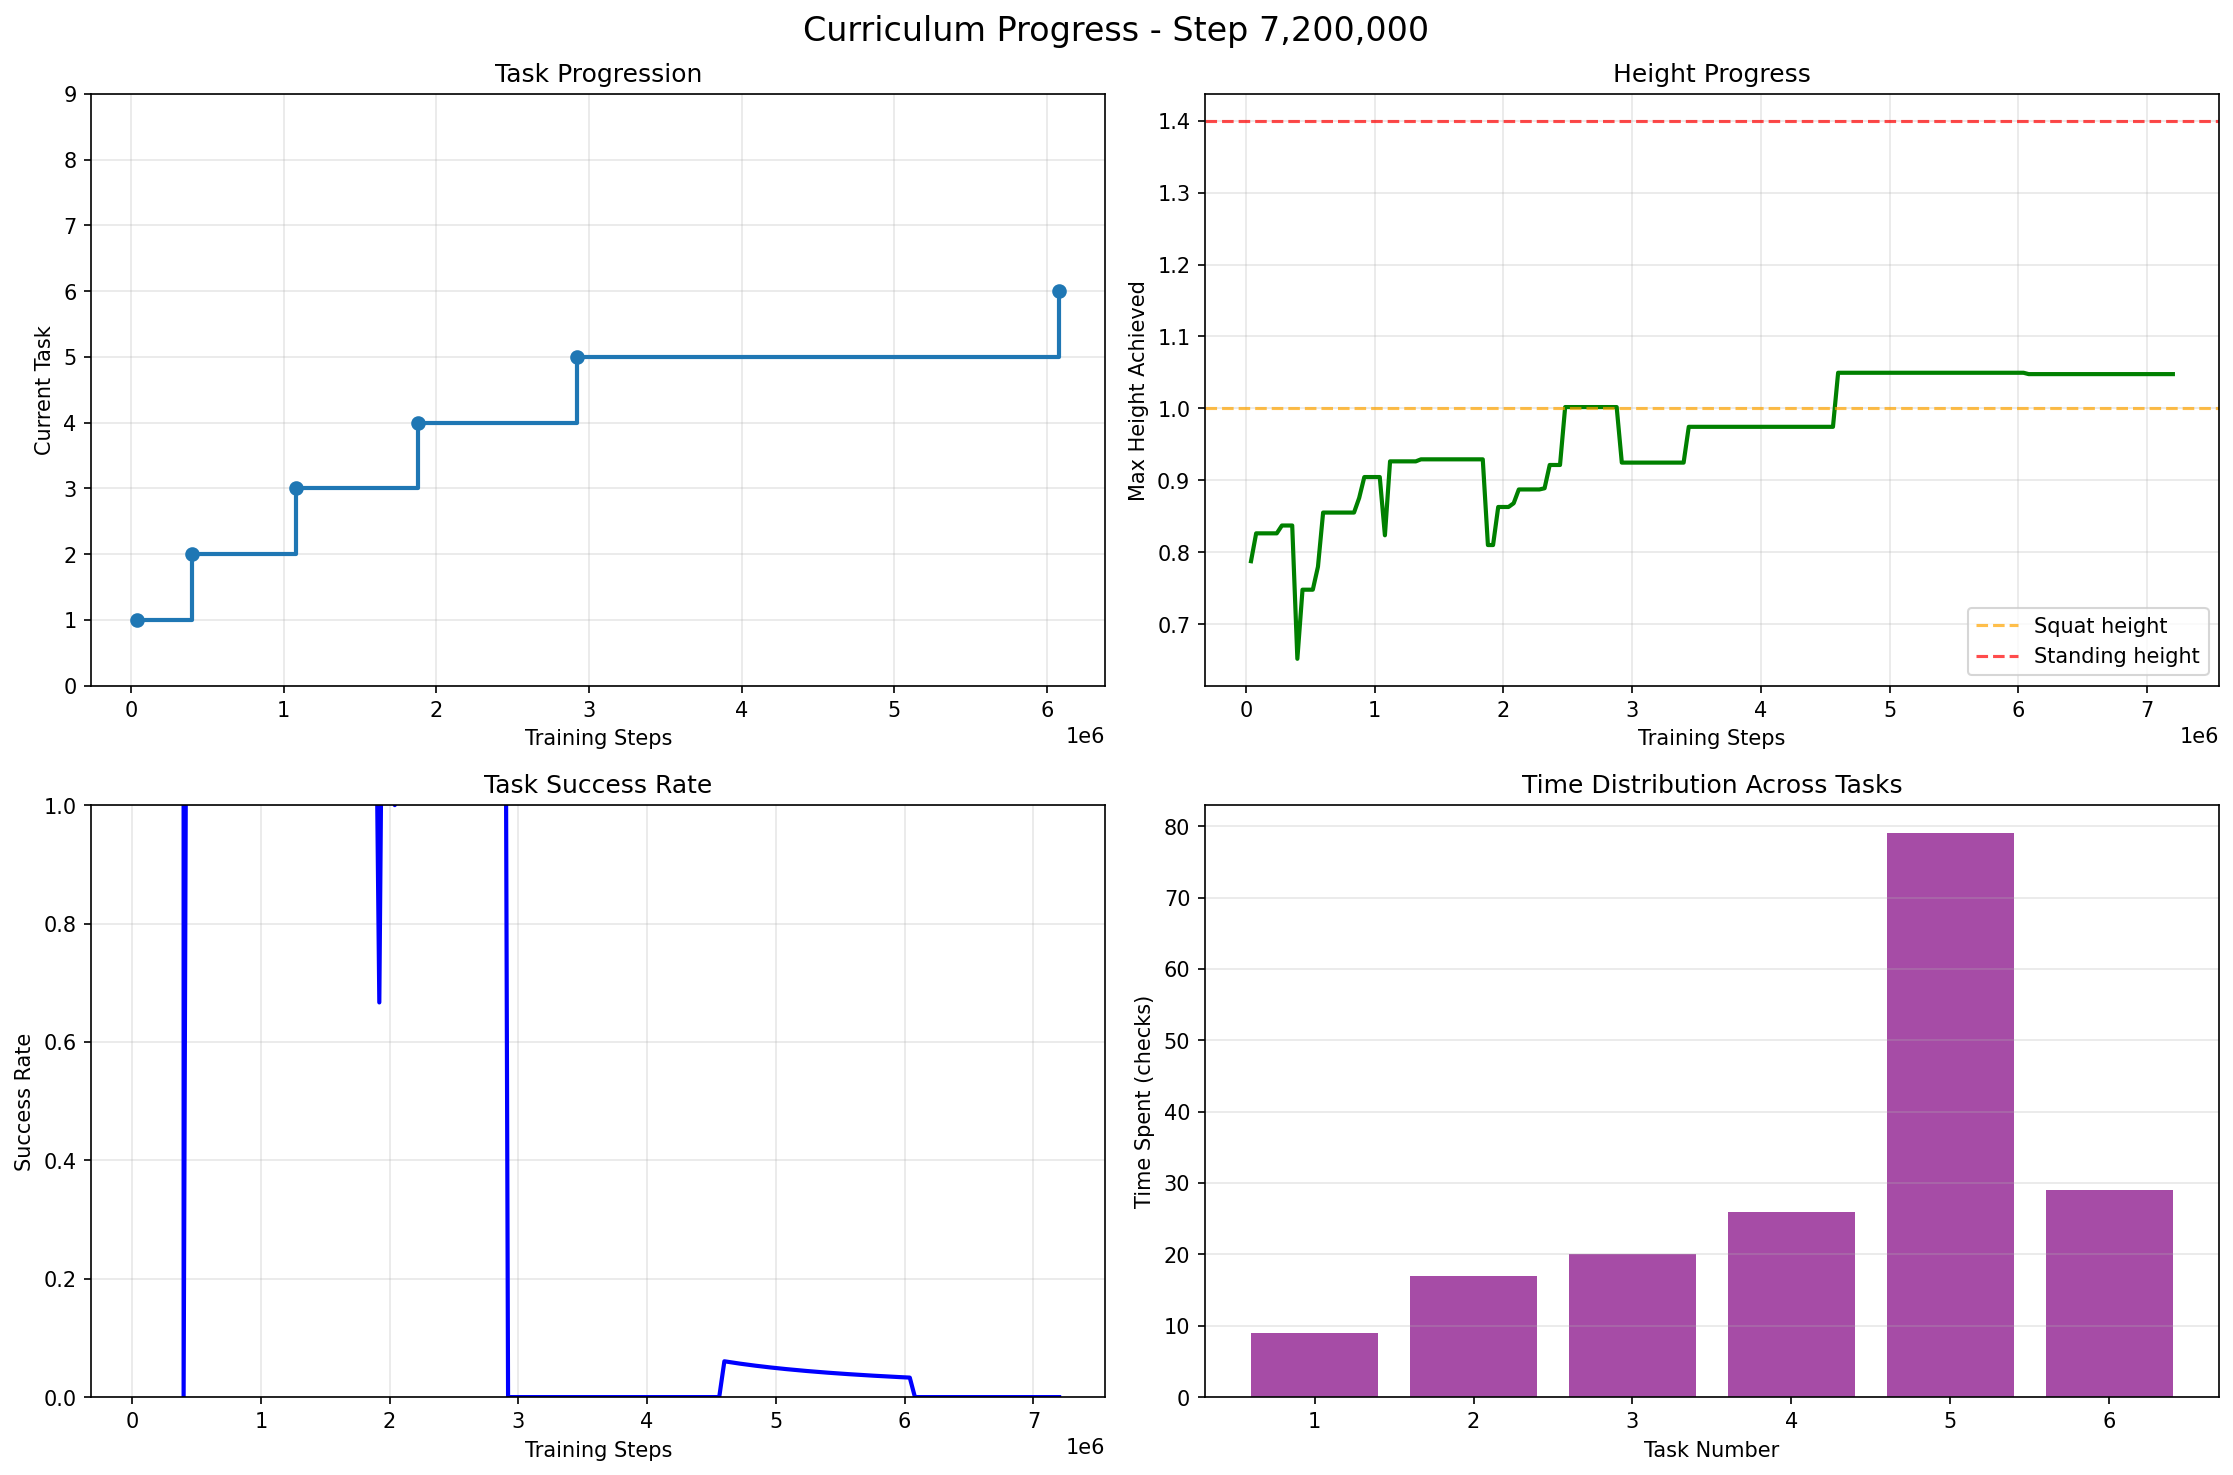 Curriculum Progress - Step 7,200,000
Task Progression
9
8
7
6
5
4
3
2
1
0
Current Task
0 1 2 3 4 5 6
1e6
Training Steps
Height Progress
1.4
1.3
1.2
1.1
1.0
0.9
0.8
0.7
Max Height Achieved
Squat height
Standing height
0 1 2 3 4 5 6 7
1e6
Training Steps
Task Success Rate
1.0
0.8
0.6
0.4
0.2
0.0
Success Rate
0 1 2 3 4 5 6 7
1e6
Training Steps
Time Distribution Across Tasks
80
70
60
50
40
30
20
10
0
Time Spent (checks)
1 2 3 4 5 6
Task Number